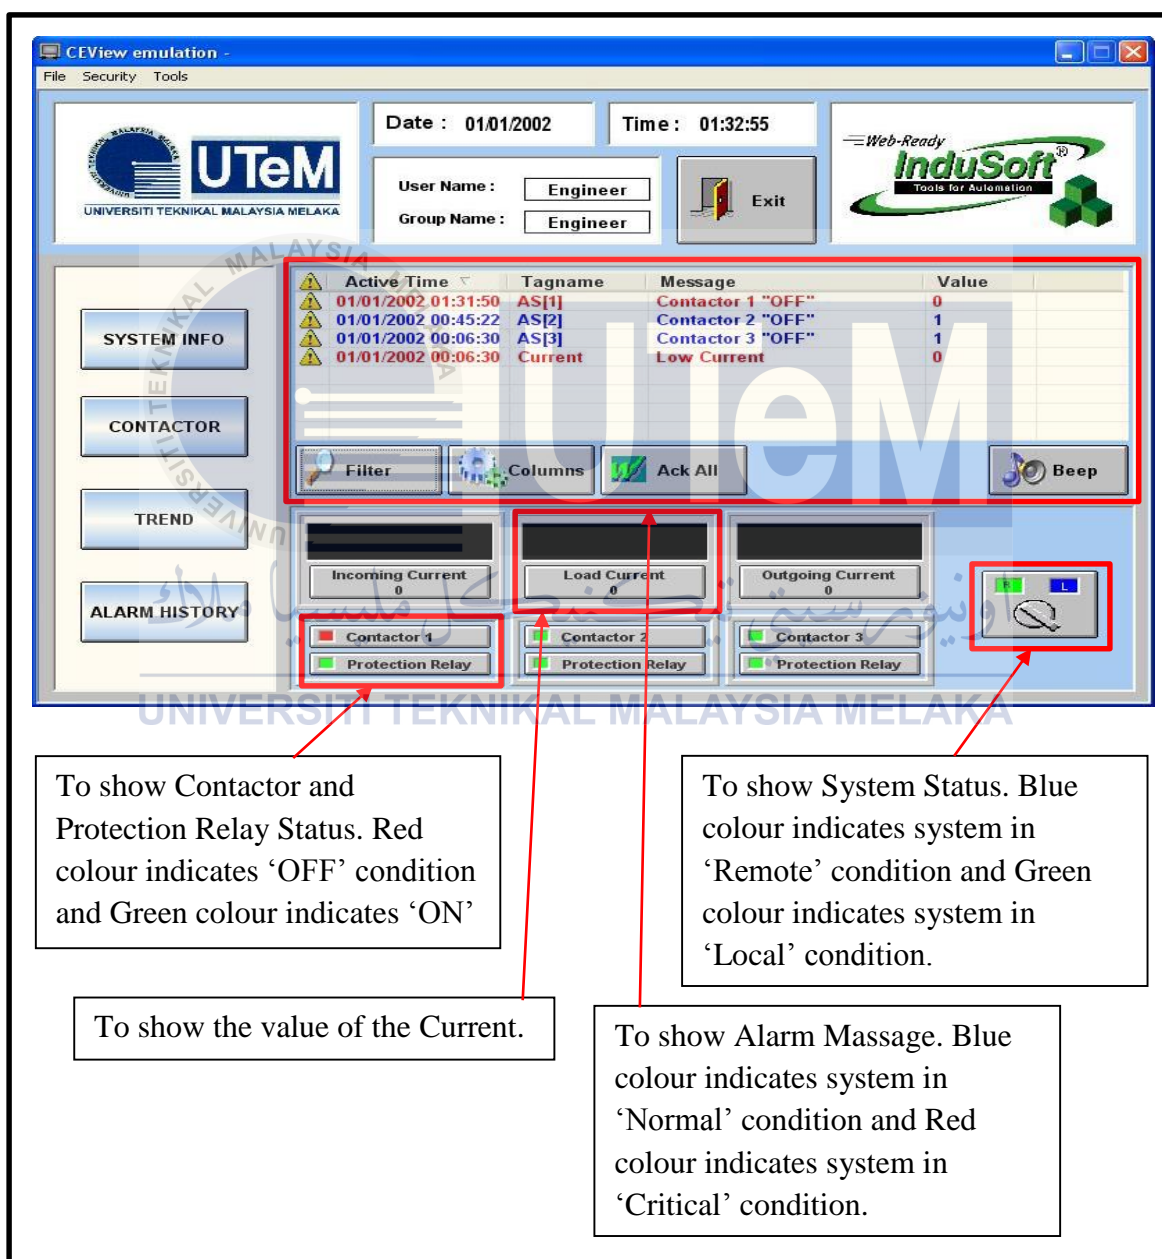 CEView emulation -
File Security Tools
UTeM
UNIVERSITI TEKNIKAL MALAYSIA MELAKA
Date : 01/01/2002
Time : 01:32:55
User Name : Engineer
Group Name : Engineer
Exit
Web-Ready
InduSoft®
Tools for Automation
SYSTEM INFO
CONTACTOR
TREND
ALARM HISTORY
Active Time Tagname Message Value
01/01/2002 01:31:50 AS[1] Contactor 1 "OFF" 0
01/01/2002 00:45:22 AS[2] Contactor 2 "OFF" 1
01/01/2002 00:06:30 AS[3] Contactor 3 "OFF" 1
01/01/2002 00:06:30 Current Low Current 0
Filter Columns Ack All Beep
Incoming Current
0
Load Current
0
Outgoing Current
0
Contactor 1
Protection Relay
Contactor 2
Protection Relay
Contactor 3
Protection Relay
R L
UTeM
اونيورسيتي تيكنيكل مليسيا ملاك
UNIVERSITI TEKNIKAL MALAYSIA MELAKA
To show Contactor and
Protection Relay Status. Red
colour indicates ‘OFF’ condition
and Green colour indicates ‘ON’
To show System Status. Blue
colour indicates system in
‘Remote’ condition and Green
colour indicates system in
‘Local’ condition.
To show the value of the Current.
To show Alarm Massage. Blue
colour indicates system in
‘Normal’ condition and Red
colour indicates system in
‘Critical’ condition.